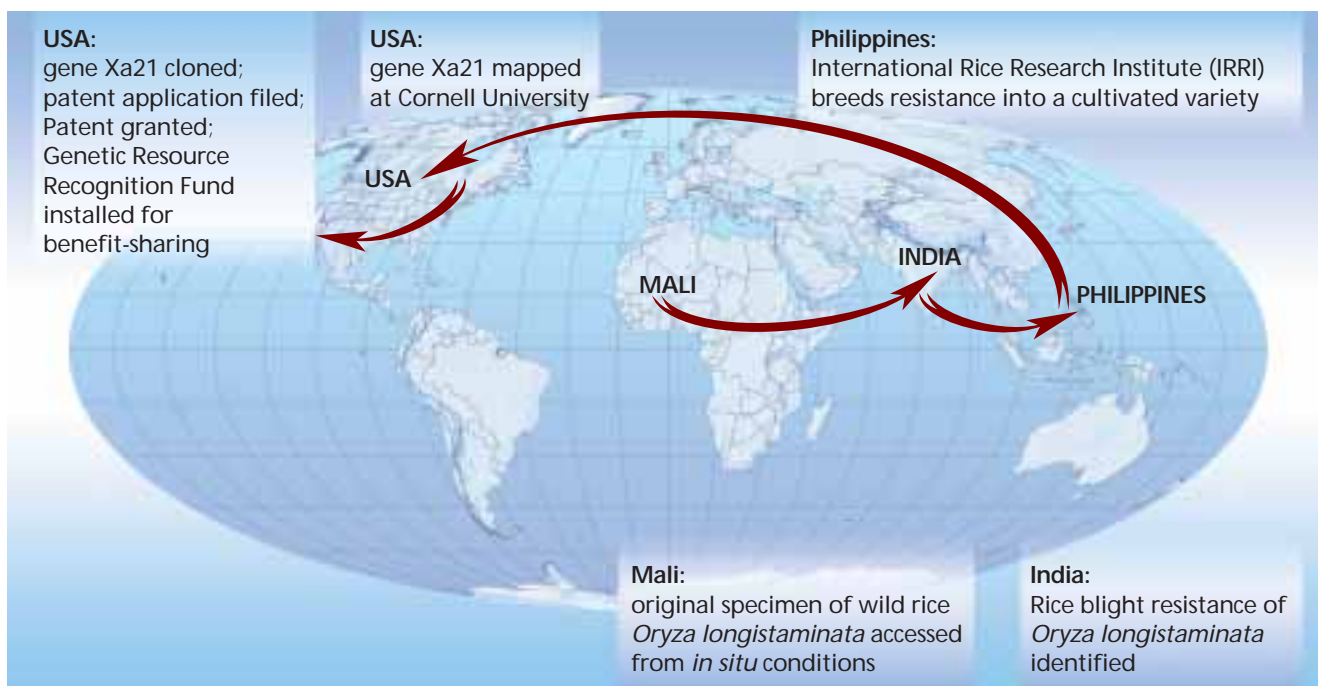 USA:
gene Xa21 cloned;
patent application filed;
Patent granted;
Genetic Resource
Recognition Fund
installed for
benefit-sharing
USA:
gene Xa21 mapped
at Cornell University
Philippines:
International Rice Research Institute (IRRI)
breeds resistance into a cultivated variety
USA
INDIA
MALI
PHILIPPINES
Mali:
original specimen of wild rice
Oryza longistaminata accessed
from in situ conditions
India:
Rice blight resistance of
Oryza longistaminata
identified